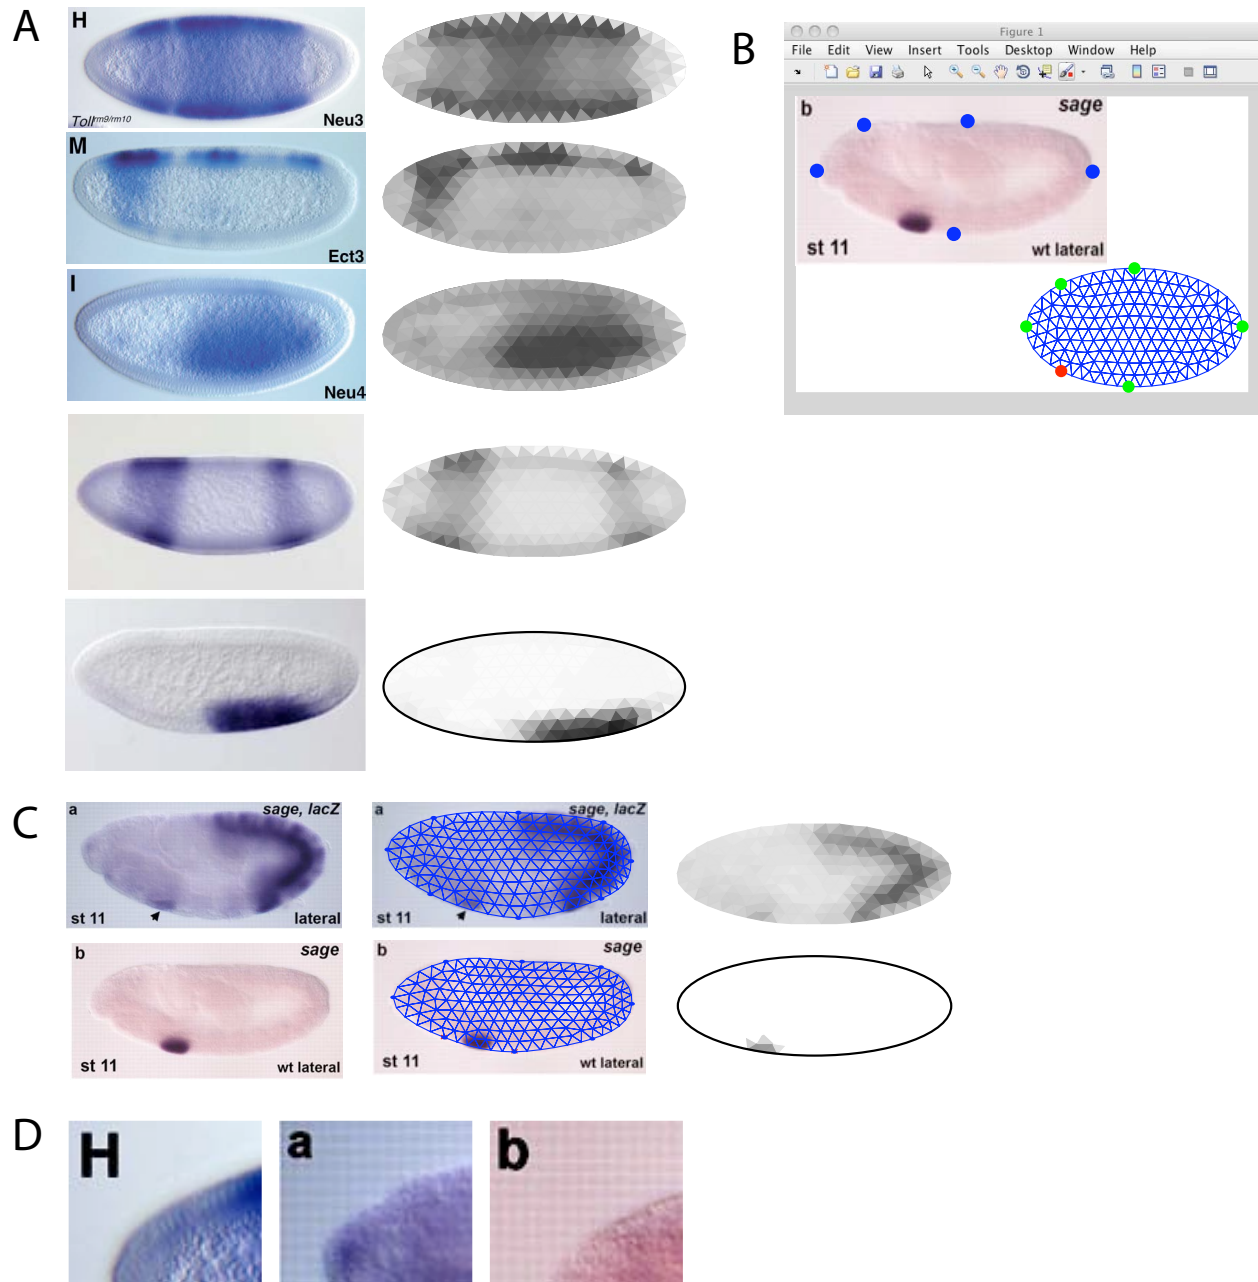 A
H
Toll rm9/rm10
Neu3
M
Ect3
I
Neu4
B
Figure 1
File Edit View Insert Tools Desktop Window Help
b
sage
st 11
wt lateral
C
a
sage, lacZ
st 11
lateral
a
sage, lacZ
st 11
lateral
b
sage
st 11
wt lateral
b
sage
st 11
wt lateral
D
H
a
b